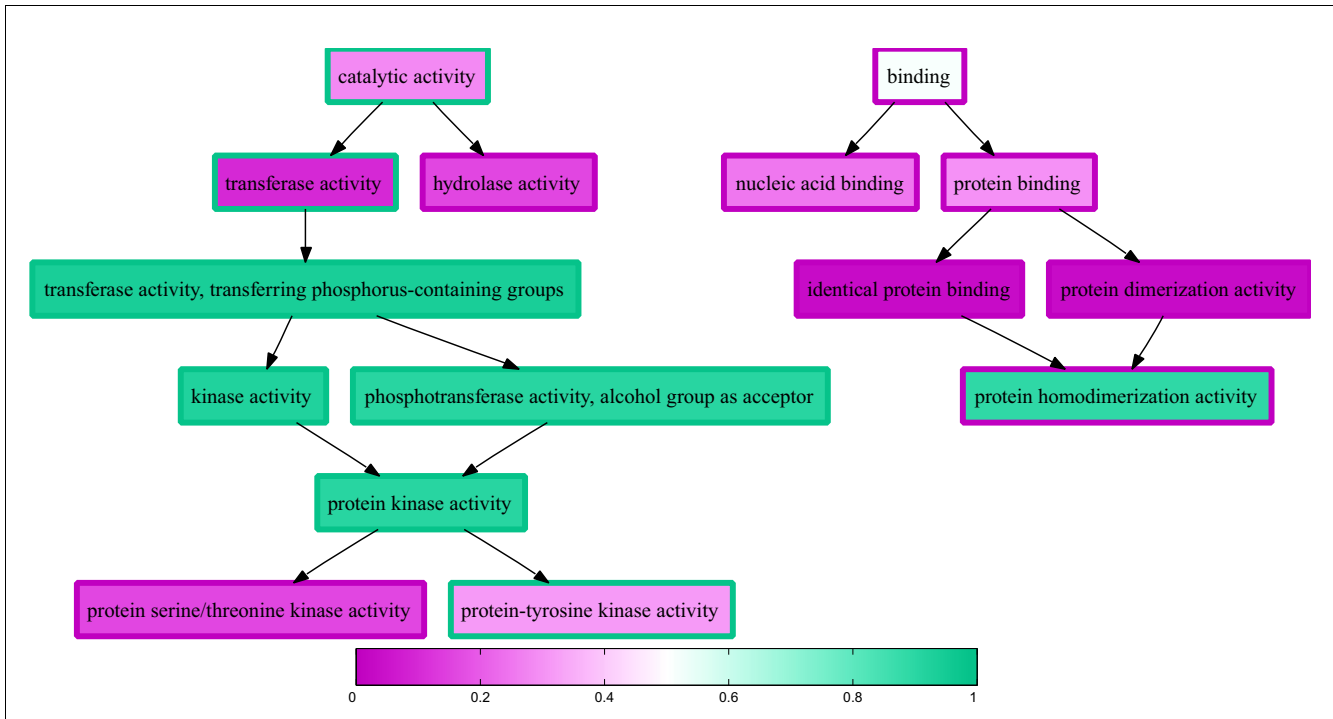 catalytic activity
binding
transferase activity
hydrolase activity
nucleic acid binding
protein binding
transferase activity, transferring phosphorus-containing groups
identical protein binding
protein dimerization activity
kinase activity
phosphotransferase activity, alcohol group as acceptor
protein homodimerization activity
protein kinase activity
protein serine/threonine kinase activity
protein-tyrosine kinase activity
0 0.2 0.4 0.6 0.8 1